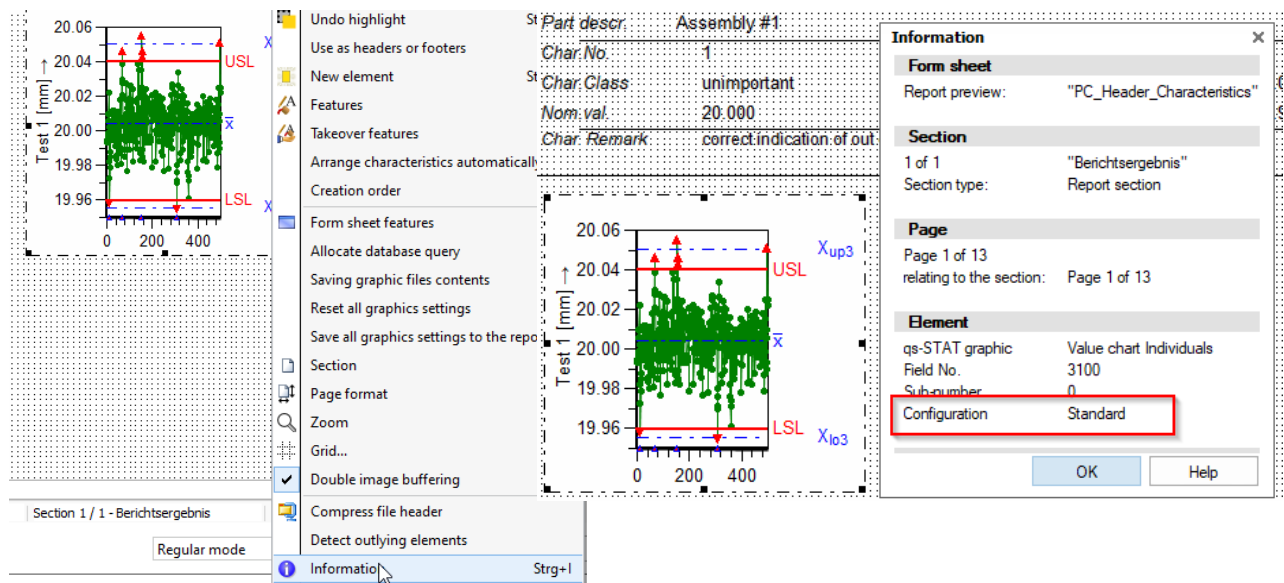 20.06
20.04
20.02
20.00
19.98
19.96
Test 1 [mm] →
0 200 400
USL
x̅
LSL
X
X
Section 1 / 1 - Berichtsergebnis
Regular mode
Undo highlight St
Use as headers or footers
New element St
Features
Takeover features
Arrange characteristics automatically
Creation order
Form sheet features
Allocate database query
Saving graphic files contents
Reset all graphics settings
Save all graphics settings to the repo
Section
Page format
Zoom
Grid...
Double image buffering
Compress file header
Detect outlying elements
Information Strg+I
Part descr. Assembly #1
Char.No. 1
Char.Class unimportant
Nom.val. 20.000
Char. Remark correct indication of out
20.06
20.04
20.02
20.00
19.98
19.96
Test 1 [mm] →
0 200 400
Xup3
USL
x̅
LSL
Xlo3
Information
Form sheet
Report preview: "PC_Header_Characteristics"
Section
1 of 1 "Berichtsergebnis"
Section type: Report section
Page
Page 1 of 13
relating to the section: Page 1 of 13
Element
qs-STAT graphic Value chart Individuals
Field No. 3100
Sub-number 0
Configuration Standard
OK Help